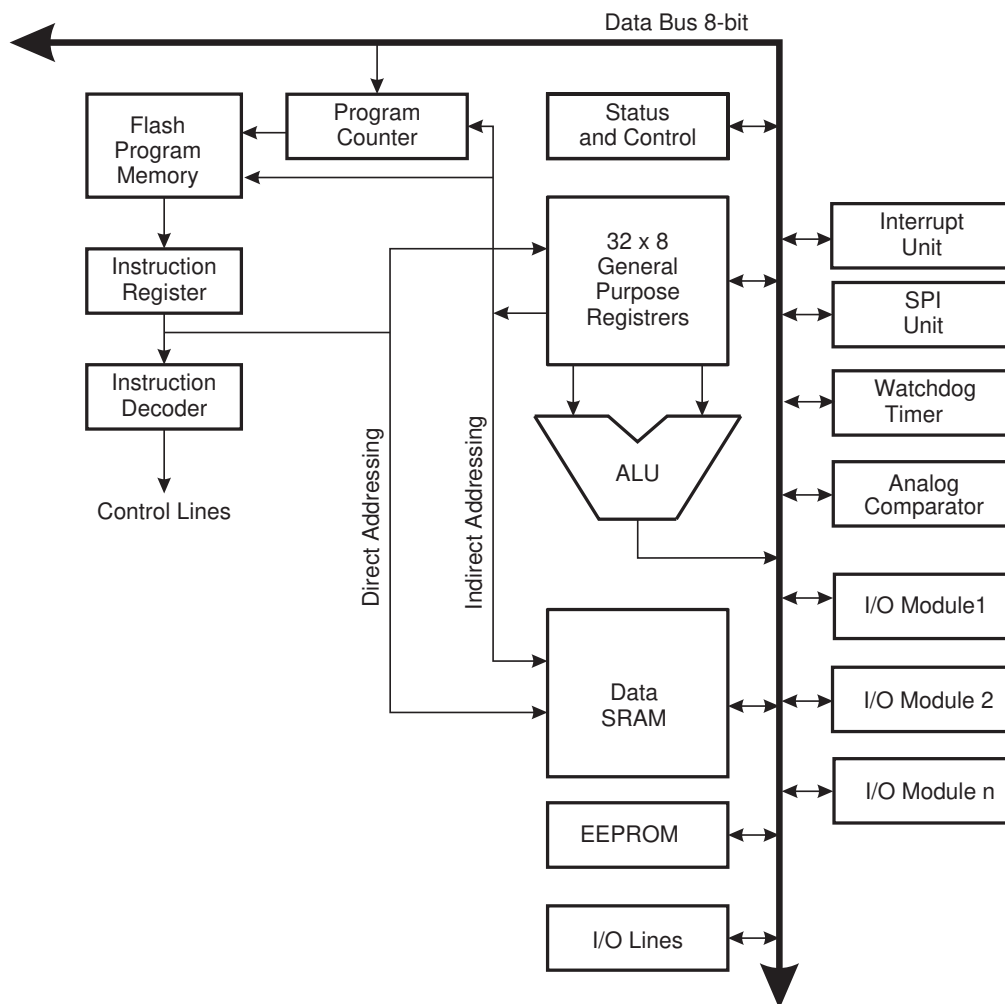 Data Bus 8-bit
Flash
Program
Memory
Program
Counter
Status
and Control
Instruction
Register
32 x 8
General
Purpose
Registrers
Interrupt
Unit
SPI
Unit
Instruction
Decoder
Watchdog
Timer
Control Lines
Direct Addressing
Indirect Addressing
ALU
Analog
Comparator
I/O Module1
Data
SRAM
I/O Module 2
I/O Module n
EEPROM
I/O Lines